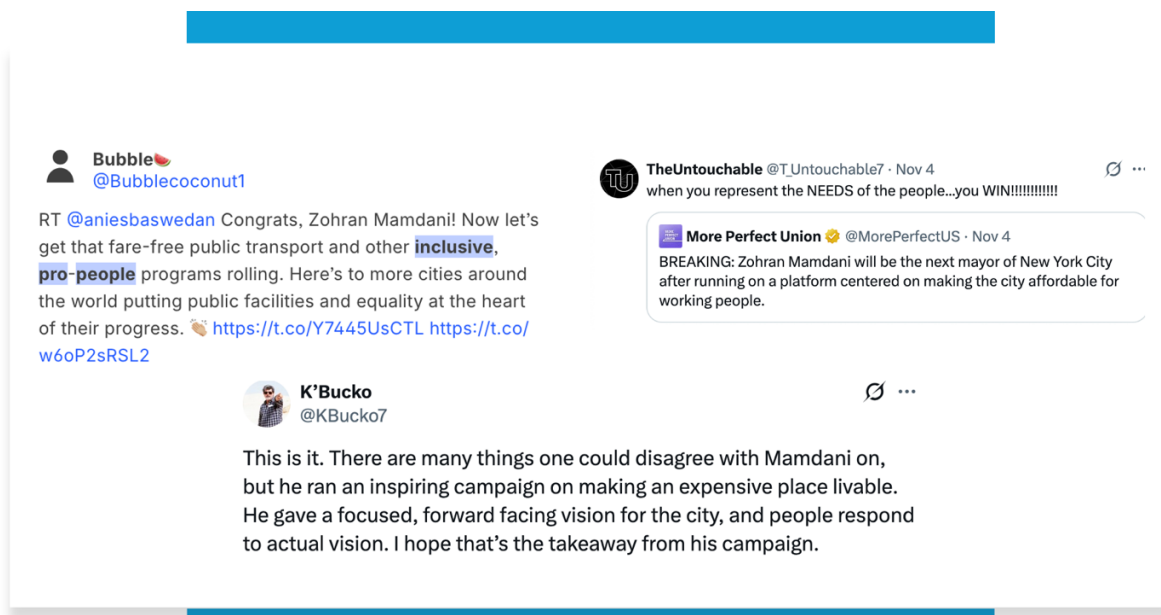 Bubble🍉
@Bubblecoconut1
RT @aniesbaswedan Congrats, Zohran Mamdani! Now let's
get that fare-free public transport and other inclusive,
pro-people programs rolling. Here's to more cities around
the world putting public facilities and equality at the heart
of their progress. 👏🏼 https://t.co/Y7445UsCTL https://t.co/
w6oP2sRSL2
TU
TheUntouchable @T_Untouchable7 · Nov 4
when you represent the NEEDS of the people...you WIN!!!!!!!!!!!!
More Perfect Union @MorePerfectUS · Nov 4
BREAKING: Zohran Mamdani will be the next mayor of New York City
after running on a platform centered on making the city affordable for
working people.
K'Bucko
@KBucko7
This is it. There are many things one could disagree with Mamdani on,
but he ran an inspiring campaign on making an expensive place livable.
He gave a focused, forward facing vision for the city, and people respond
to actual vision. I hope that's the takeaway from his campaign.